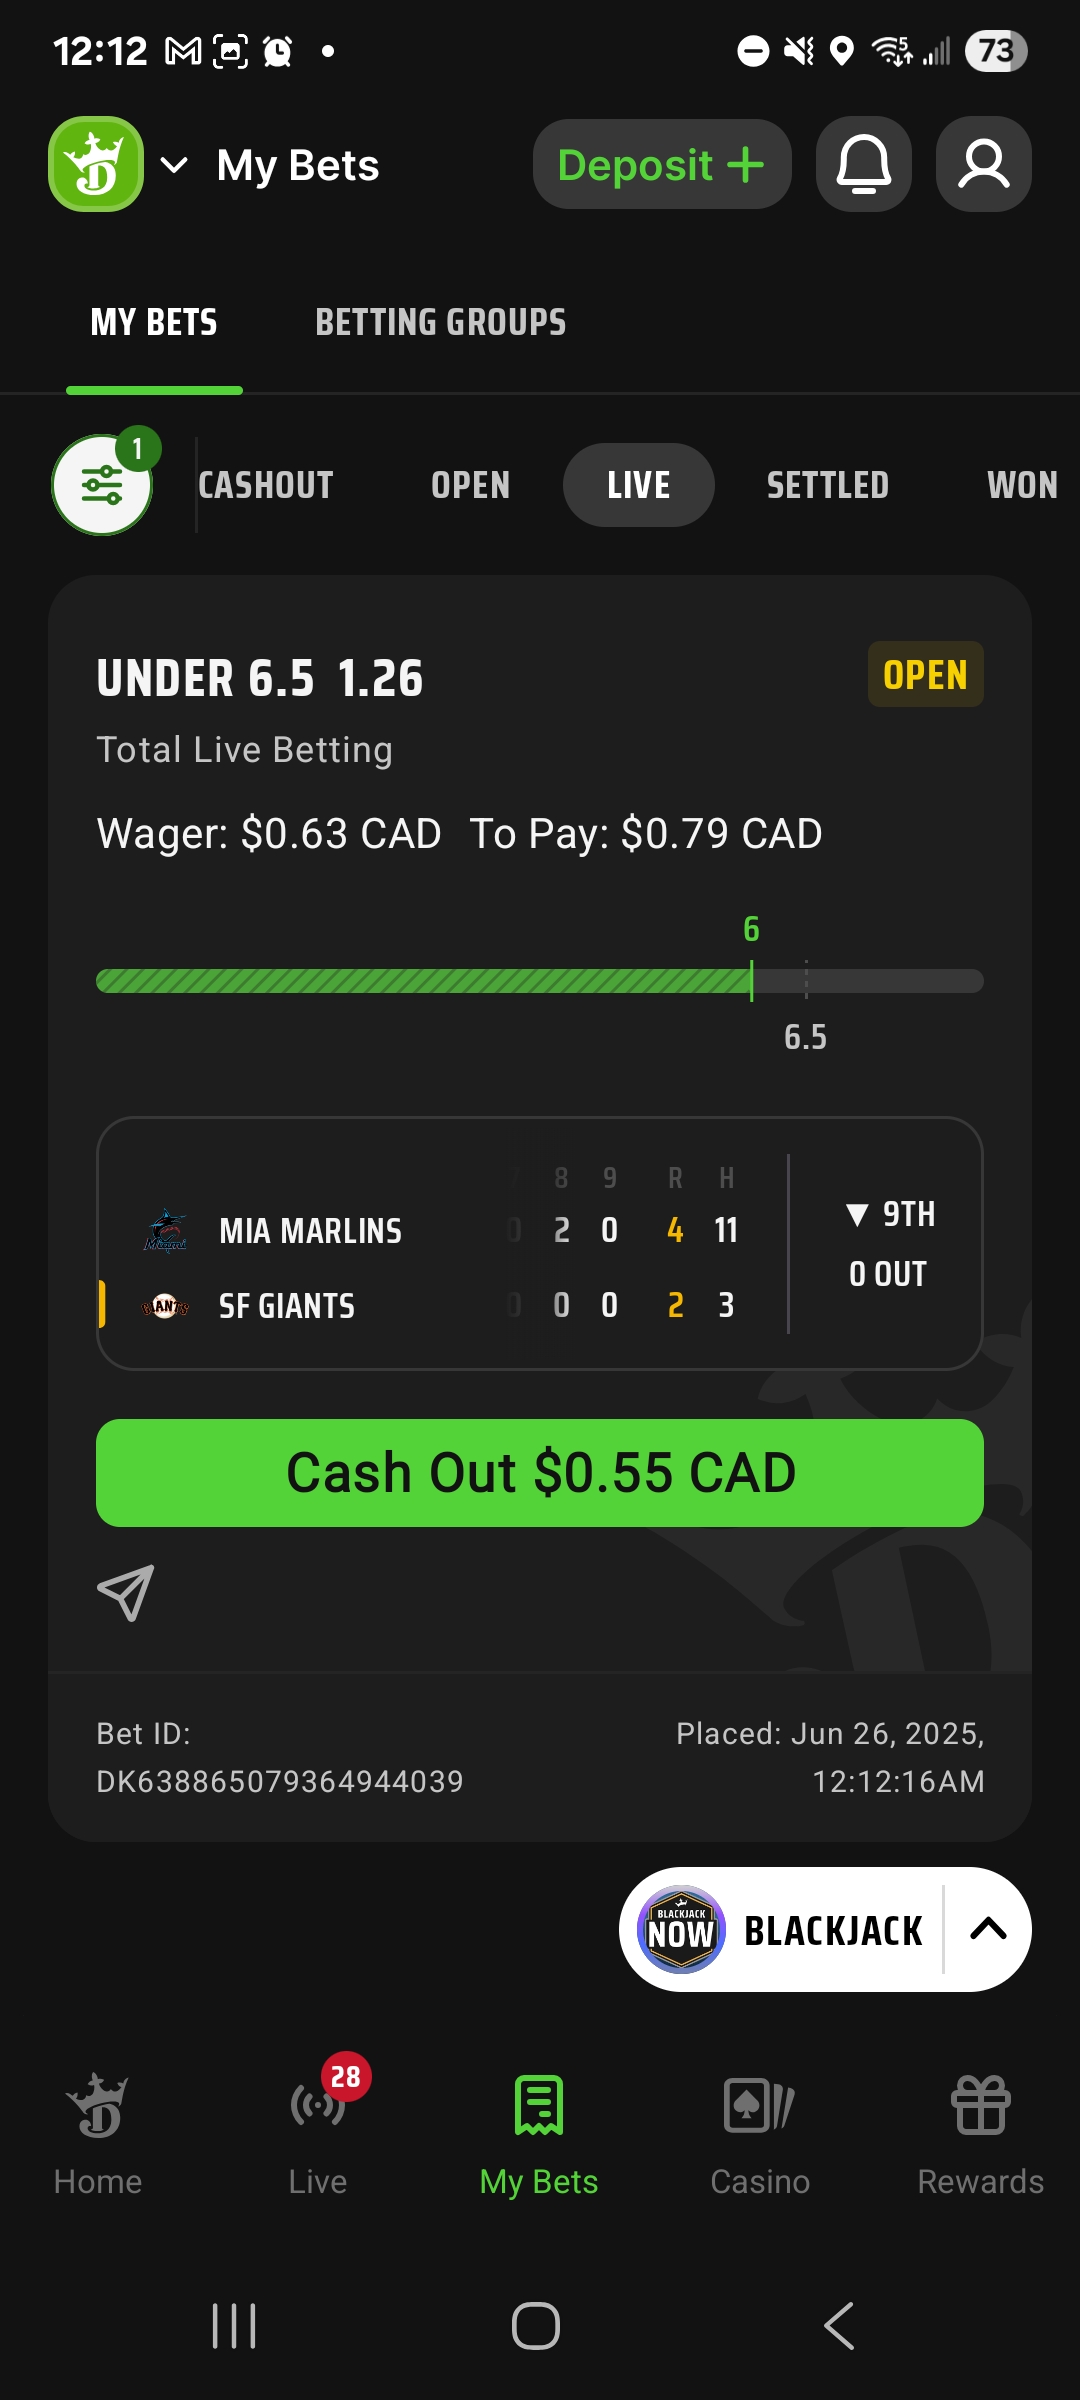 12:12 5 73
My Bets Deposit +
MY BETS BETTING GROUPS
1 CASHOUT OPEN LIVE SETTLED WON
UNDER 6.5 1.26 OPEN
Total Live Betting
Wager: $0.63 CAD To Pay: $0.79 CAD
6
6.5
7 8 9 R H
MIA MARLINS 0 2 0 4 11
▼ 9TH
0 OUT
SF GIANTS 0 0 0 2 3
Cash Out $0.55 CAD
Bet ID:
DK638865079364944039
Placed: Jun 26, 2025,
12:12:16AM
BLACKJACK
NOW
BLACKJACK
28
Home Live My Bets Casino Rewards